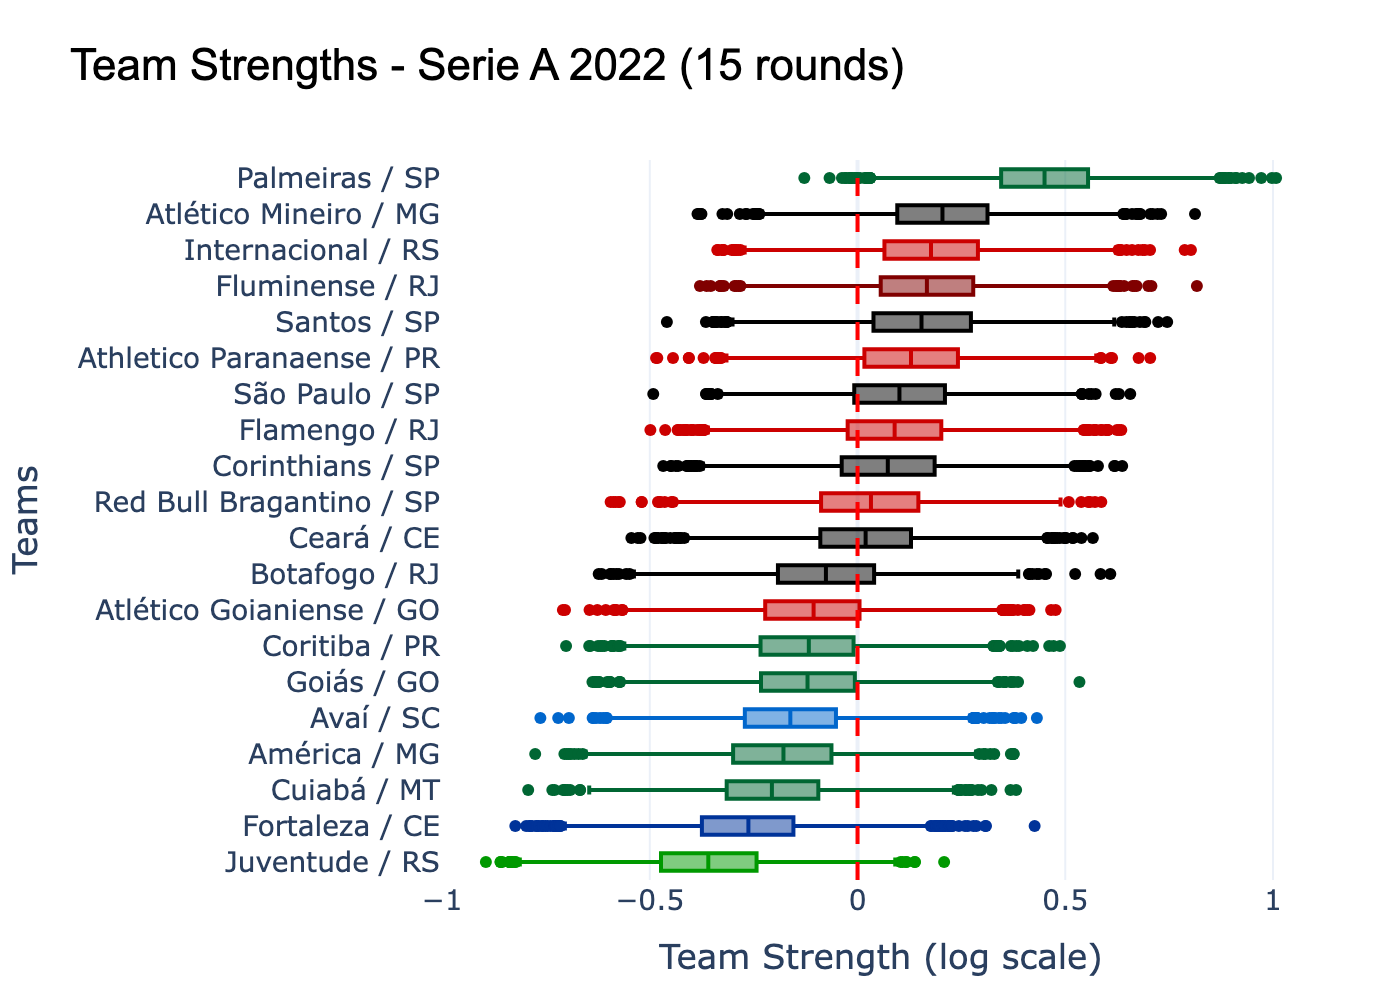 Team Strengths - Serie A 2022 (15 rounds)
Palmeiras / SP
Atlético Mineiro / MG
Internacional / RS
Fluminense / RJ
Santos / SP
Athletico Paranaense / PR
São Paulo / SP
Flamengo / RJ
Corinthians / SP
Red Bull Bragantino / SP
Ceará / CE
Botafogo / RJ
Atlético Goianiense / GO
Coritiba / PR
Goiás / GO
Avaí / SC
América / MG
Cuiabá / MT
Fortaleza / CE
Juventude / RS
Teams
−1 −0.5 0 0.5 1
Team Strength (log scale)